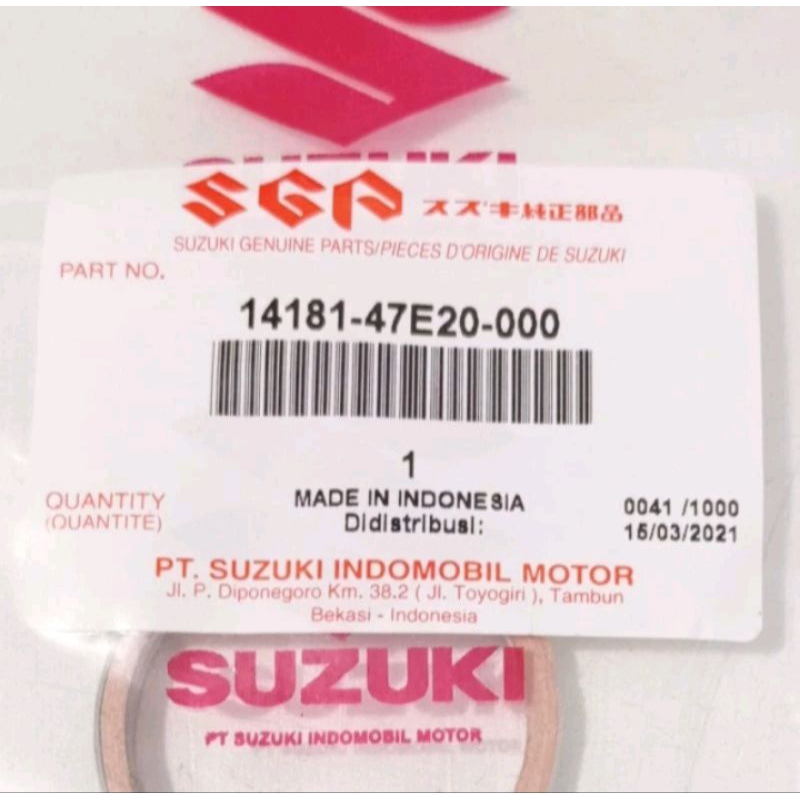 SUZUKI
SGP スズキ純正部品
SUZUKI GENUINE PARTS/PIECES D'ORIGINE DE SUZUKI
PART NO.
14181-47E20-000
1
QUANTITY
(QUANTITÉ)
MADE IN INDONESIA
Didistribusi:
0041 /1000
15/03/2021
PT. SUZUKI INDOMOBIL MOTOR
Jl. P. Diponegoro Km. 38.2 ( Jl. Toyogiri ), Tambun
Bekasi - Indonesia
SUZUKI
PT SUZUKI INDOMOBIL MOTOR